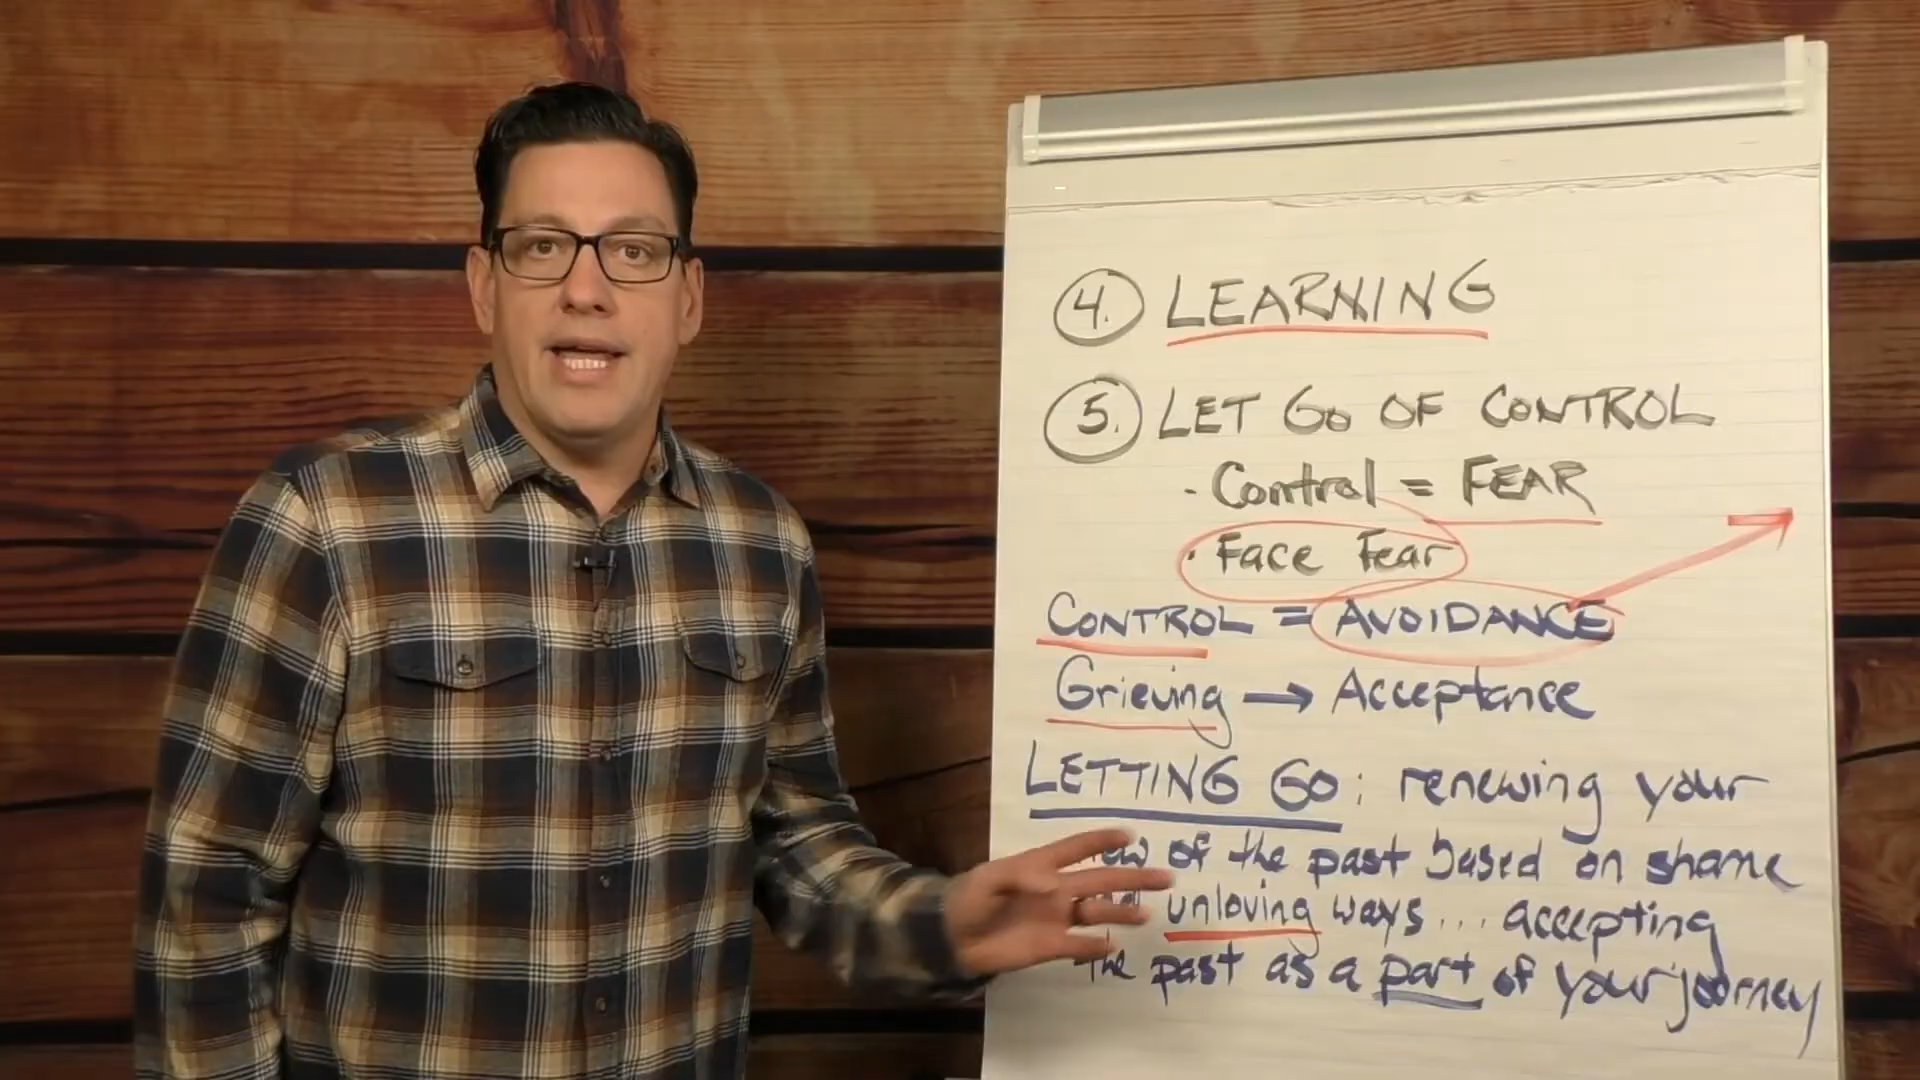 4. LEARNING
5. LET GO OF CONTROL
· Control = FEAR
· Face Fear
CONTROL = AVOIDANCE
Grieving → Acceptance
LETTING GO: renewing your
of the past based on shame
unloving ways... accepting
the past as a part of your journey